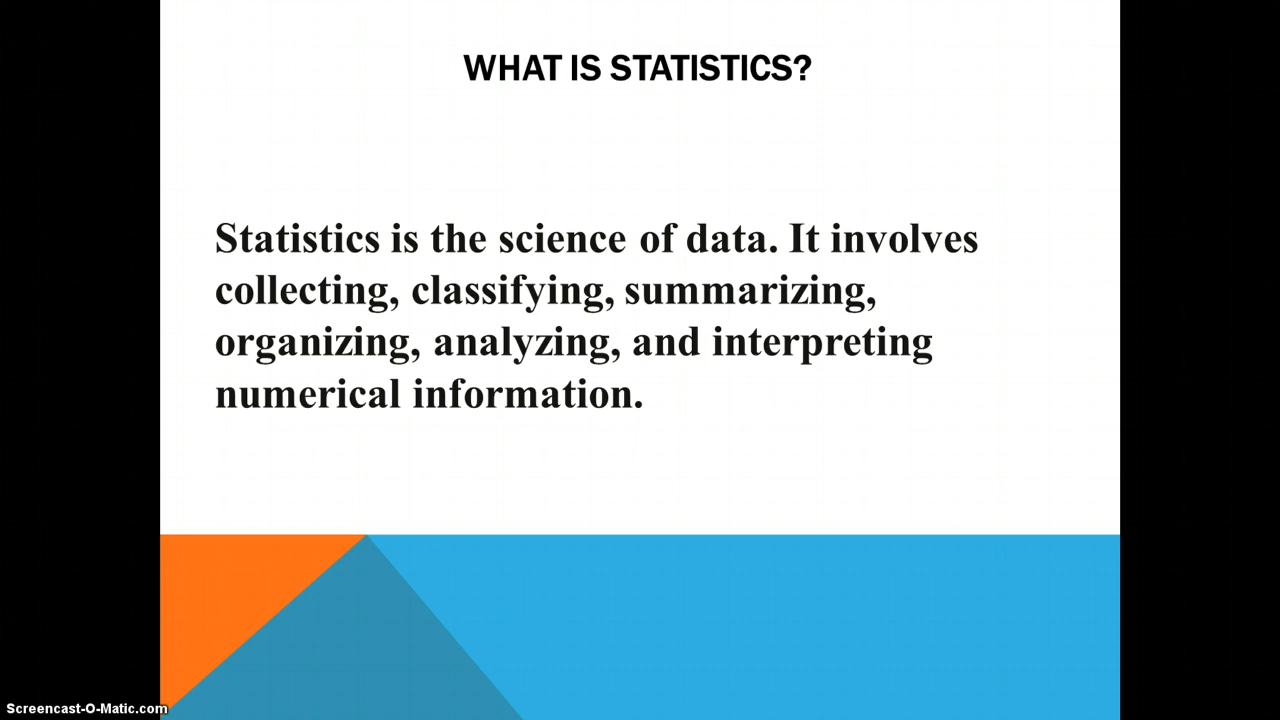 WHAT IS STATISTICS?
Statistics is the science of data. It involves
collecting, classifying, summarizing,
organizing, analyzing, and interpreting
numerical information.
Screencast-O-Matic.com